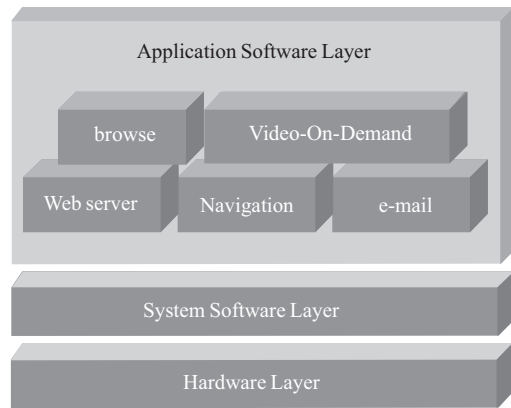 Application Software Layer
browse
Video-On-Demand
Web server
Navigation
e-mail
System Software Layer
Hardware Layer